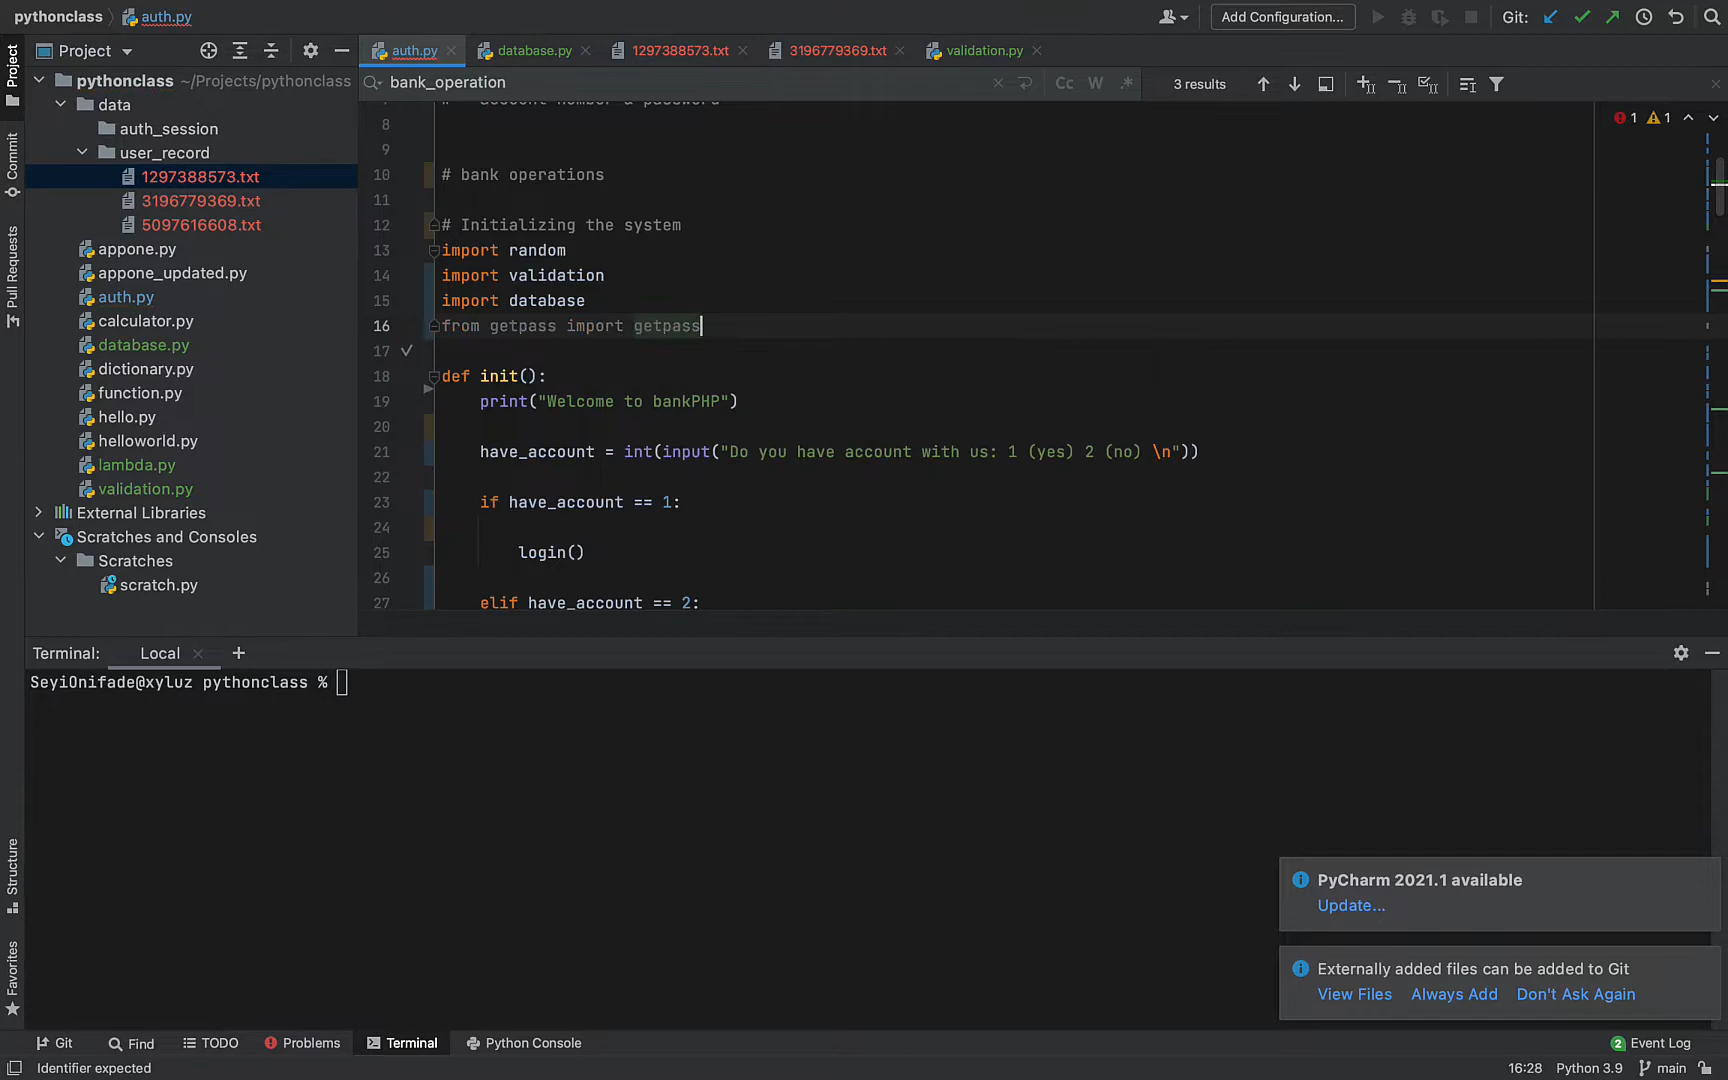 pythonclass auth.py Add Configuration... Git:
Project
auth.py database.py 1297388573.txt 3196779369.txt validation.py
bank_operation Cc W .* 3 results
pythonclass ~/Projects/pythonclass
data
auth_session
user_record
1297388573.txt
3196779369.txt
5097616608.txt
appone.py
appone_updated.py
auth.py
calculator.py
database.py
dictionary.py
function.py
hello.py
helloworld.py
lambda.py
validation.py
External Libraries
Scratches and Consoles
Scratches
scratch.py
Project
Commit
Pull Requests
Structure
Favorites
# account number & password
1 1
8
9
10 # bank operations
11
12 # Initializing the system
13 import random
14 import validation
15 import database
16 from getpass import getpass
17
18 def init():
19 print("Welcome to bankPHP")
20
21 have_account = int(input("Do you have account with us: 1 (yes) 2 (no) \n"))
22
23 if have_account == 1:
24
25 login()
26
27 elif have_account == 2:
Terminal: Local
SeyiOnifade@xyluz pythonclass %
PyCharm 2021.1 available
Update...
Externally added files can be added to Git
View Files Always Add Don't Ask Again
Git Find TODO Problems Terminal Python Console 2 Event Log
Identifier expected 16:28 Python 3.9 main